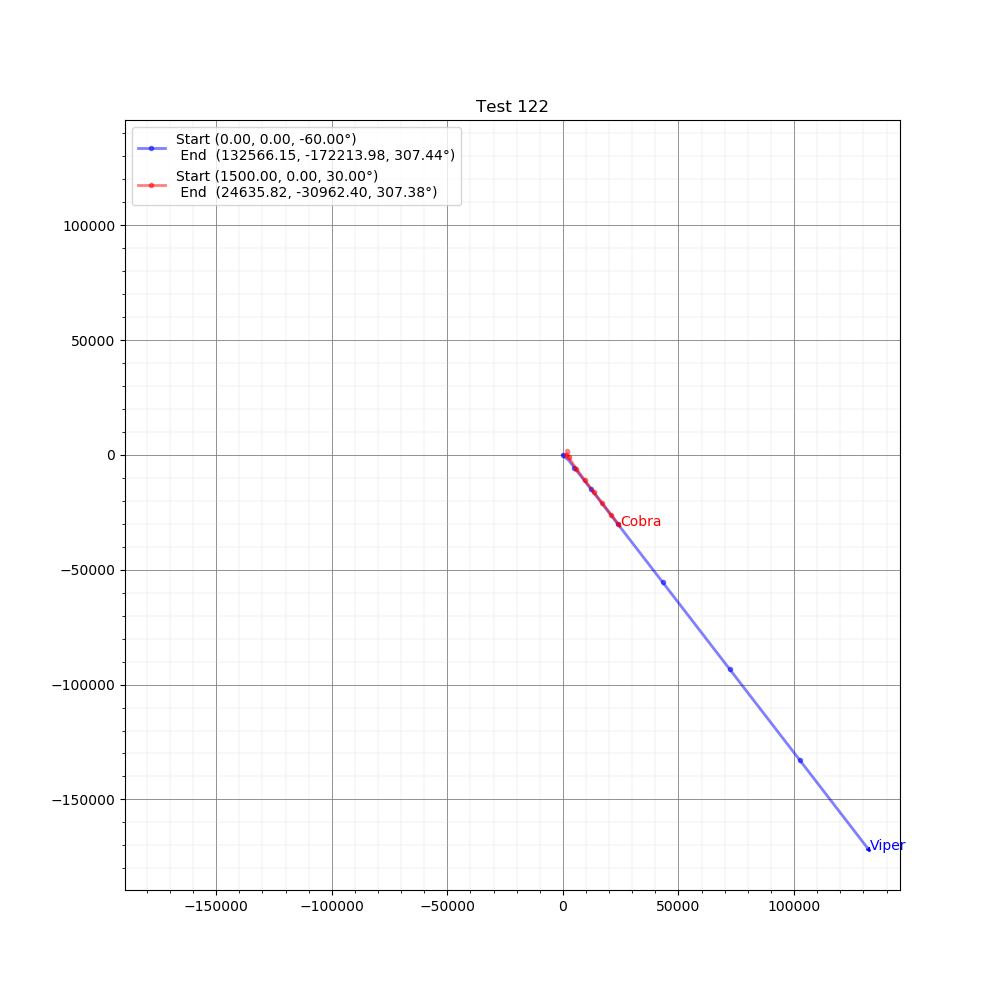 Test 122
Start (0.00, 0.00, -60.00°)
End  (132566.15, -172213.98, 307.44°)
Start (1500.00, 0.00, 30.00°)
End  (24635.82, -30962.40, 307.38°)
100000
50000
0
−50000
−100000
−150000
Cobra
Viper
−150000 −100000 −50000 0 50000 100000